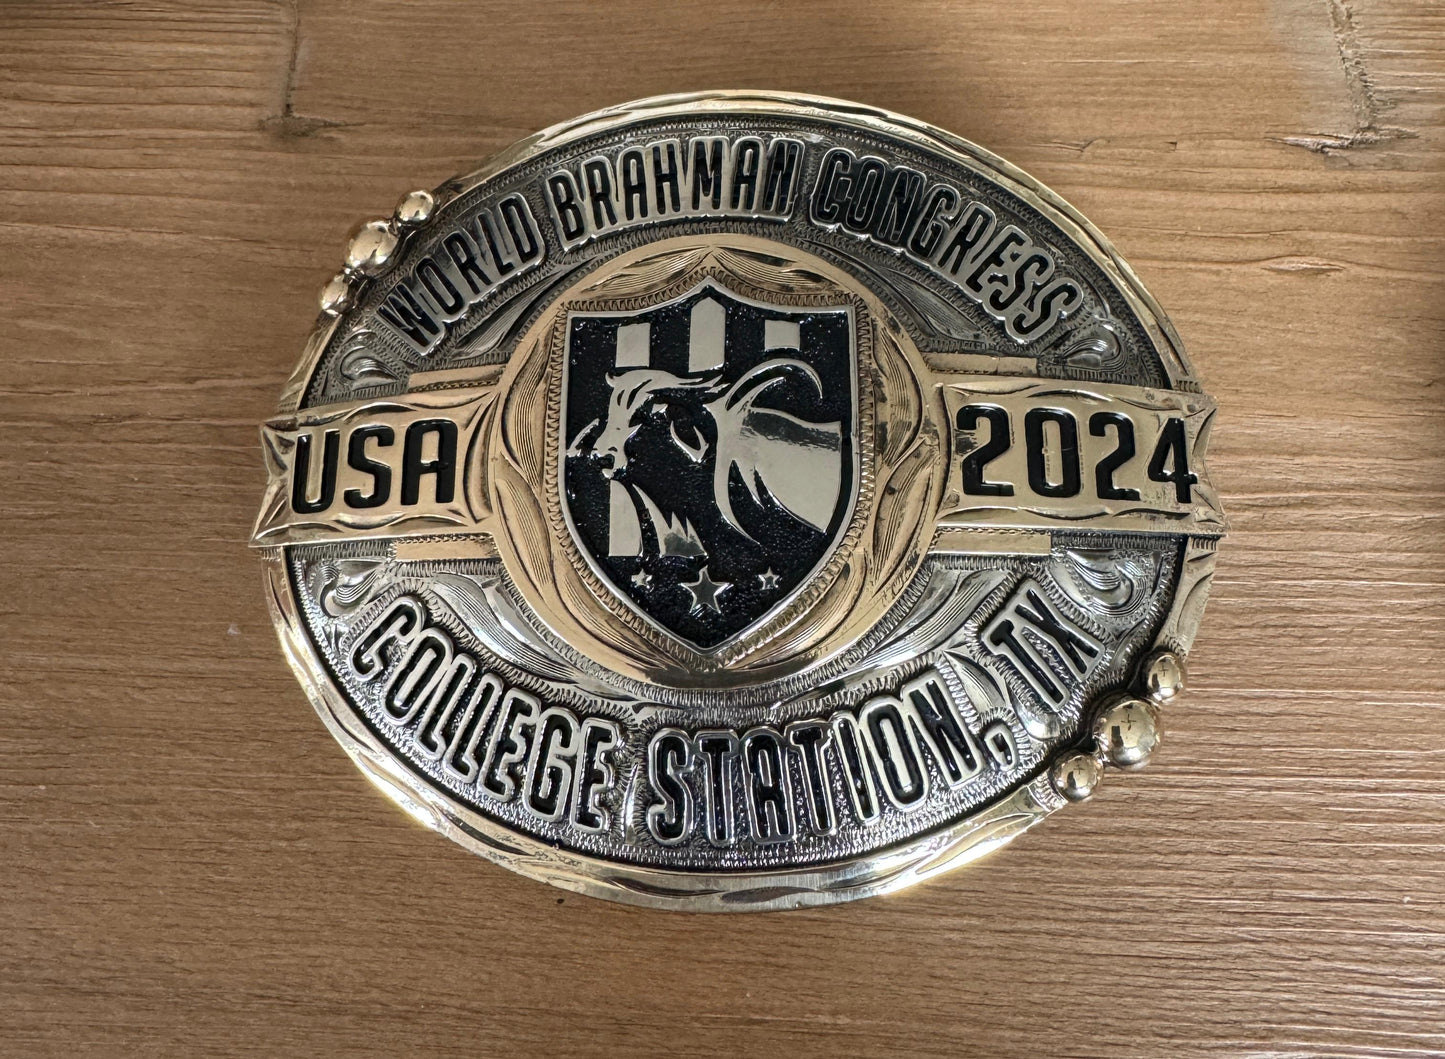 WORLD BRAHMAN CONGRESS
USA 2024
COLLEGE STATION, TX